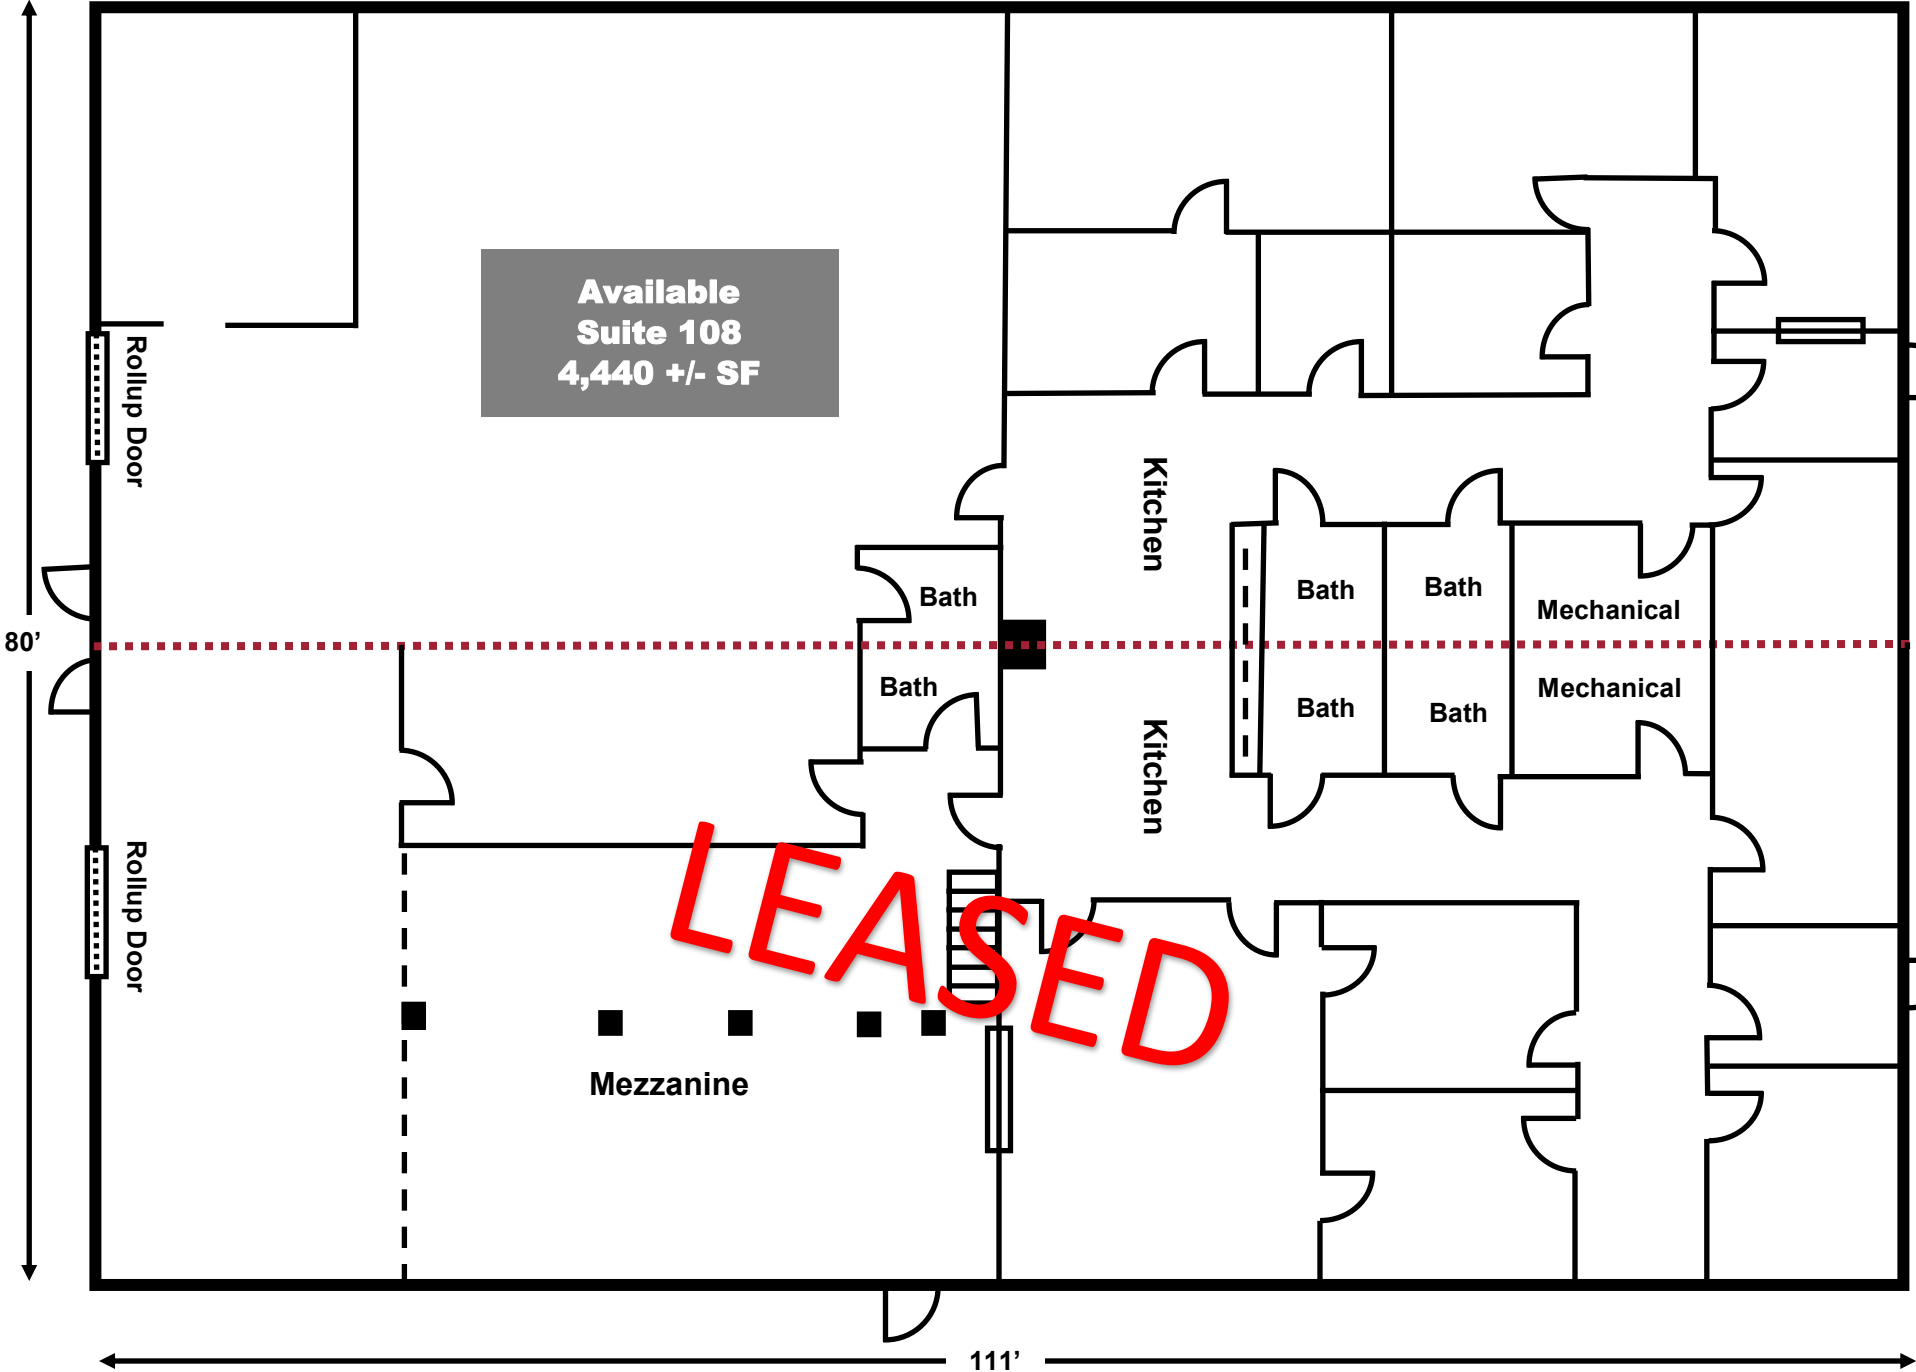 Available
Suite 108
4,440 +/- SF
Rollup Door
Kitchen
Bath
Bath
Bath
Mechanical
80’
Bath
Bath
Bath
Mechanical
Kitchen
Rollup Door
LEASED
Mezzanine
111’